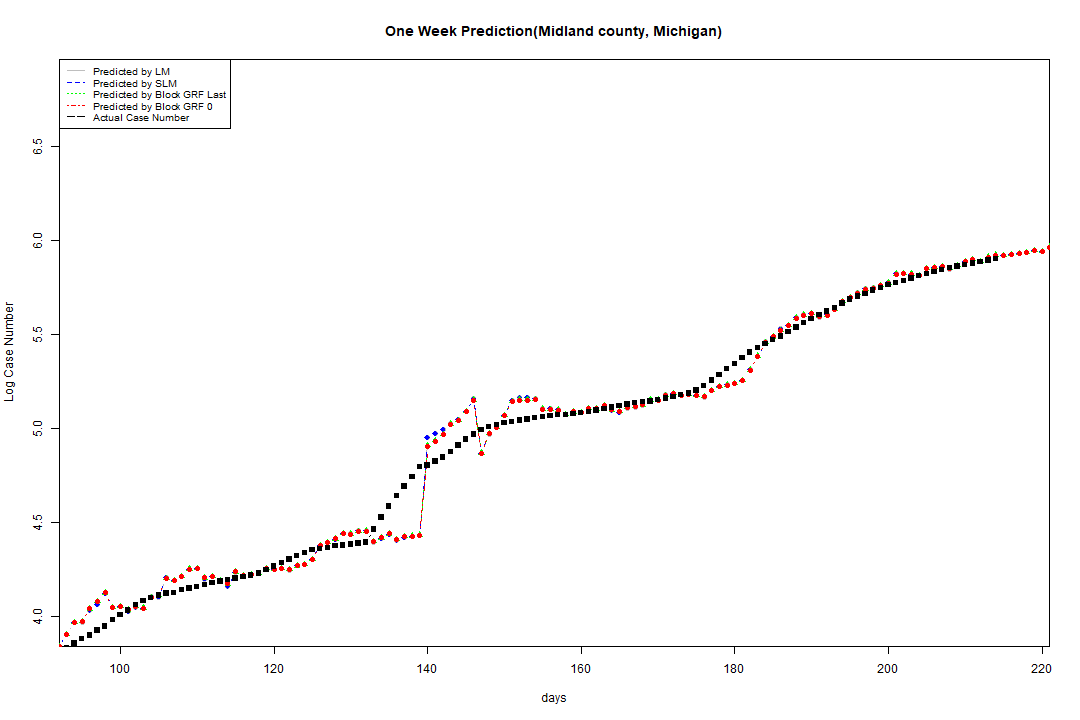 One Week Prediction(Midland county, Michigan)
Predicted by LM
Predicted by SLM
Predicted by Block GRF Last
Predicted by Block GRF 0
Actual Case Number
6.5
6.0
5.5
5.0
4.5
4.0
Log Case Number
100 120 140 160 180 200 220
days